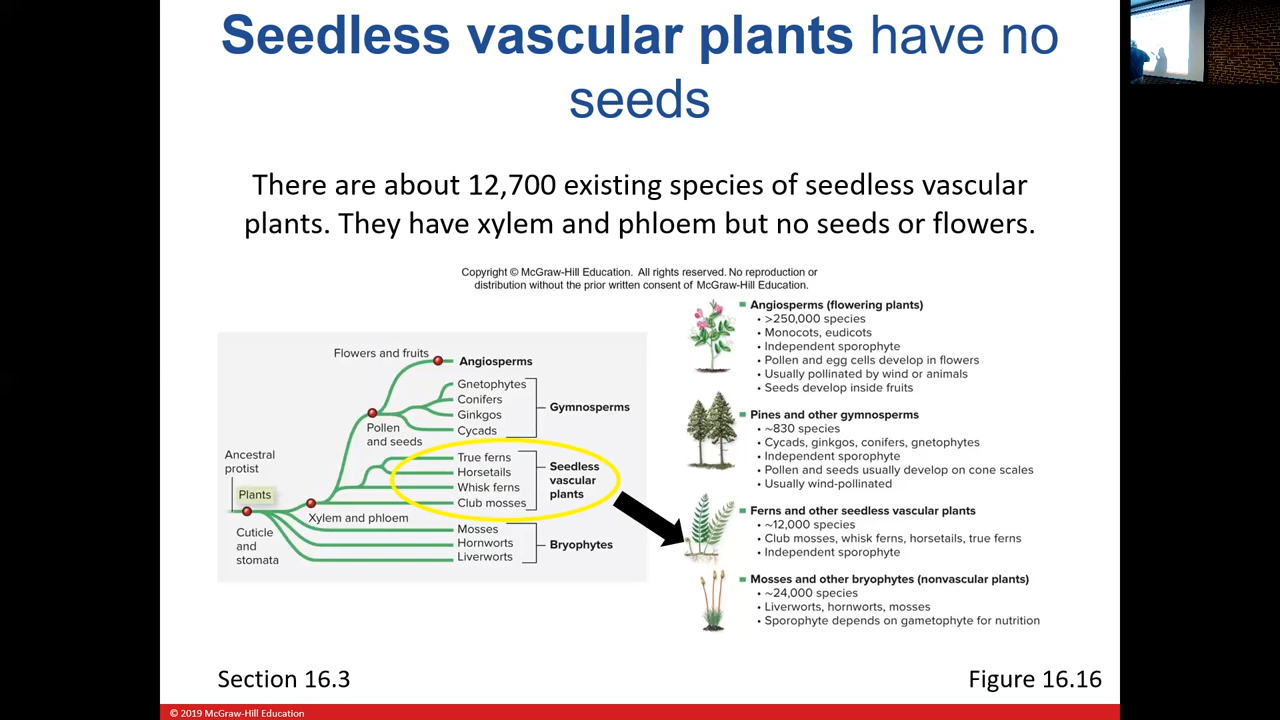 Seedless vascular plants have no
seeds
There are about 12,700 existing species of seedless vascular
plants. They have xylem and phloem but no seeds or flowers.
Copyright © McGraw-Hill Education. All rights reserved. No reproduction or
distribution without the prior written consent of McGraw-Hill Education.
Flowers and fruits
Angiosperms
Gnetophytes
Conifers
Ginkgos
Cycads
Gymnosperms
Pollen
and seeds
Ancestral
protist
Plants
True ferns
Horsetails
Whisk ferns
Club mosses
Seedless
vascular
plants
Xylem and phloem
Cuticle
and
stomata
Mosses
Hornworts
Liverworts
Bryophytes
Angiosperms (flowering plants)
• >250,000 species
• Monocots, eudicots
• Independent sporophyte
• Pollen and egg cells develop in flowers
• Usually pollinated by wind or animals
• Seeds develop inside fruits
Pines and other gymnosperms
• ~830 species
• Cycads, ginkgos, conifers, gnetophytes
• Independent sporophyte
• Pollen and seeds usually develop on cone scales
• Usually wind-pollinated
Ferns and other seedless vascular plants
• ~12,000 species
• Club mosses, whisk ferns, horsetails, true ferns
• Independent sporophyte
Mosses and other bryophytes (nonvascular plants)
• ~24,000 species
• Liverworts, hornworts, mosses
• Sporophyte depends on gametophyte for nutrition
Section 16.3
Figure 16.16
© 2019 McGraw-Hill Education